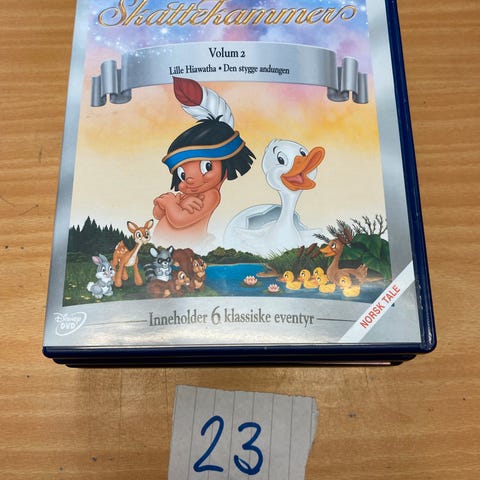 Skattekammer
Volum 2
Lille Hiawatha • Den stygge andungen
Disney
DVD
Inneholder 6 klassiske eventyr
NORSK TALE
23